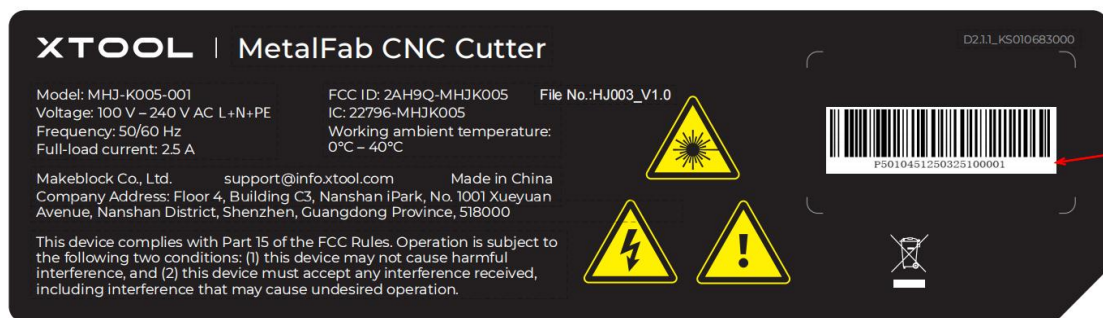 XTOOL | MetalFab CNC Cutter
D2.1.1_KS010683000
Model: MHJ-K005-001
Voltage: 100 V – 240 V AC L+N+PE
Frequency: 50/60 Hz
Full-load current: 2.5 A
FCC ID: 2AH9Q-MHJK005
IC: 22796-MHJK005
Working ambient temperature:
0°C – 40°C
File No.:HJ003_V1.0
P5010451250325100001
Makeblock Co., Ltd. support@info.xtool.com Made in China
Company Address: Floor 4, Building C3, Nanshan iPark, No. 1001 Xueyuan
Avenue, Nanshan District, Shenzhen, Guangdong Province, 518000
This device complies with Part 15 of the FCC Rules. Operation is subject to
the following two conditions: (1) this device may not cause harmful
interference, and (2) this device must accept any interference received,
including interference that may cause undesired operation.